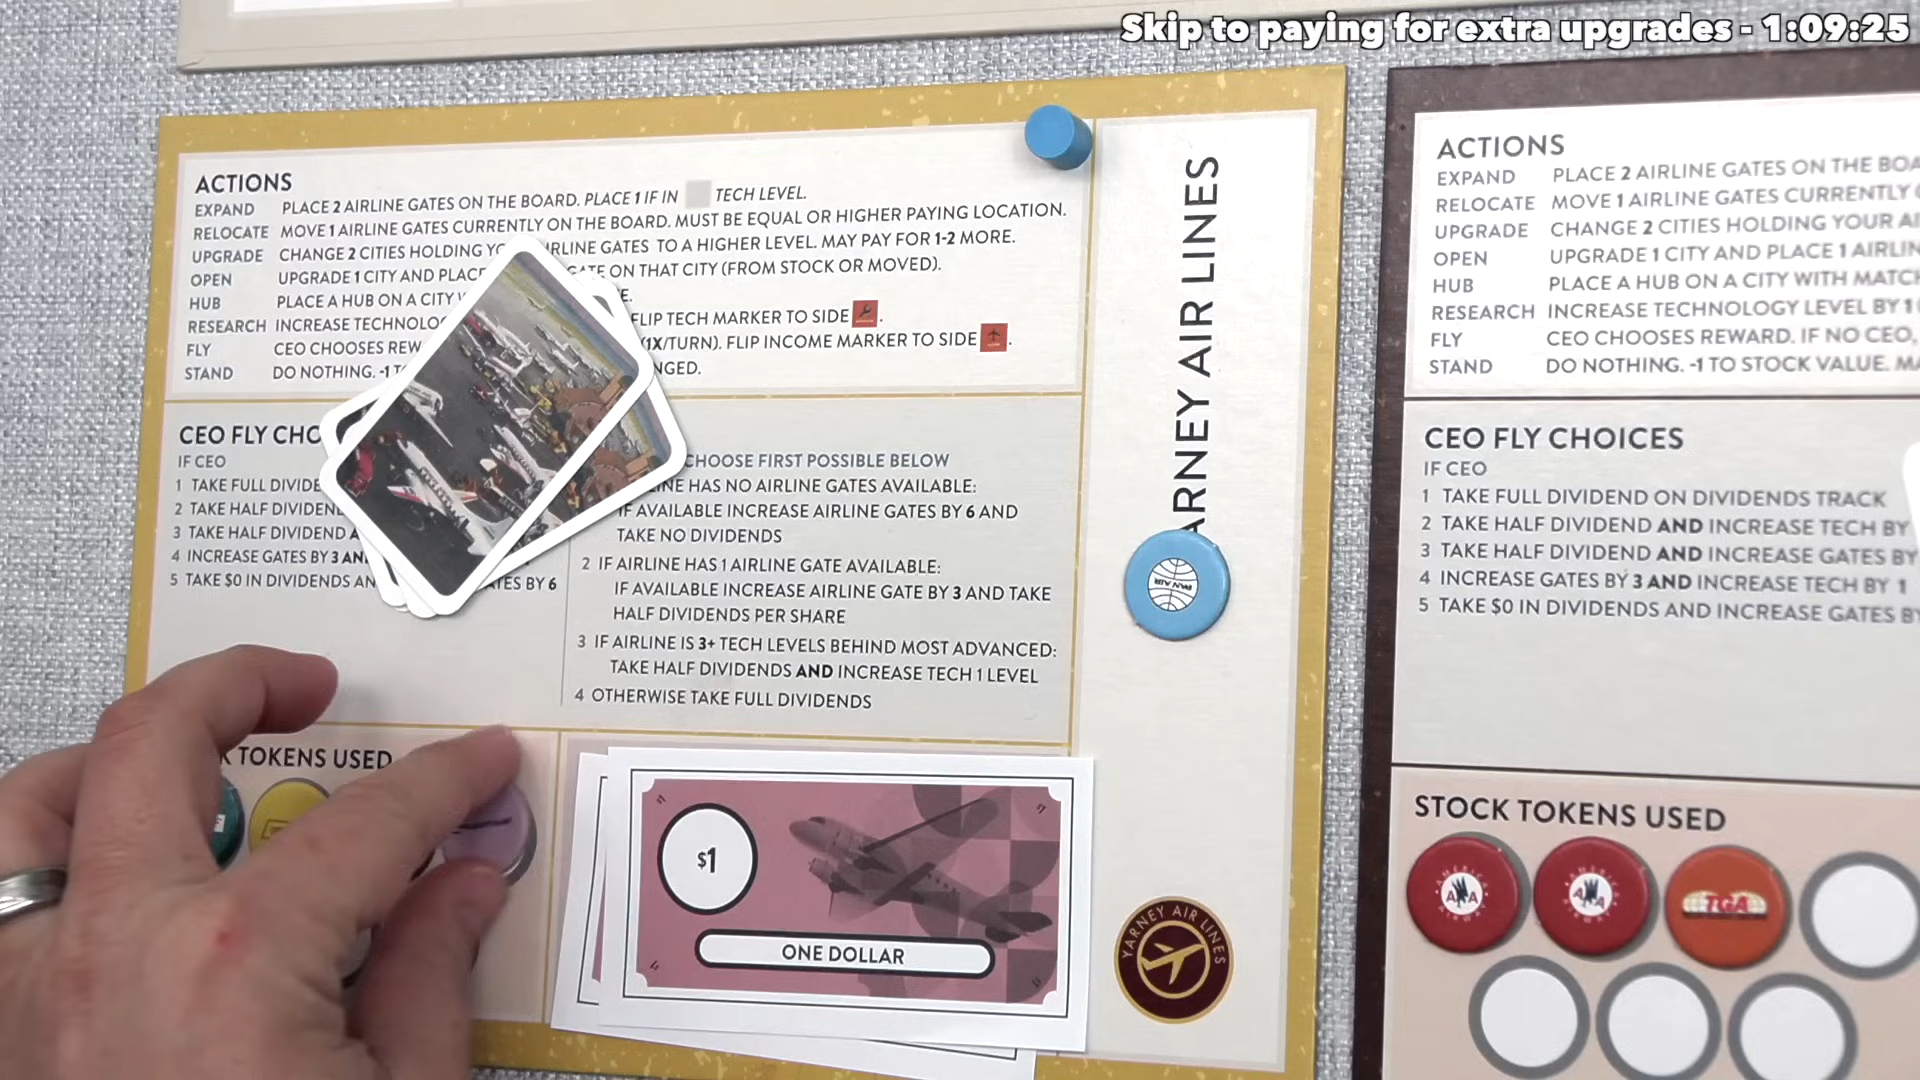 Skip to paying for extra upgrades - 1:09:25
ACTIONS
EXPAND PLACE 2 AIRLINE GATES ON THE BOARD. PLACE 1 IF IN TECH LEVEL.
RELOCATE MOVE 1 AIRLINE GATES CURRENTLY ON THE BOARD. MUST BE EQUAL OR HIGHER PAYING LOCATION.
UPGRADE CHANGE 2 CITIES HOLDING GATES TO A HIGHER LEVEL. MAY PAY FOR 1-2 MORE.
OPEN UPGRADE 1 CITY AND PLACE ON THAT CITY (FROM STOCK OR MOVED).
HUB PLACE A HUB ON A CITY
RESEARCH INCREASE FLIP TECH MARKER TO SIDE
FLY CEO CHOOSES (1X/TURN). FLIP INCOME MARKER TO SIDE
STAND DO NOTHING. -1
CEO FLY
IF CEO
1 TAKE FULL
2 TAKE HALF
3 TAKE HALF DIVIDEND
4 INCREASE GATES BY 3
5 TAKE $0 IN DIVIDENDS BY 6
CHOOSE FIRST POSSIBLE BELOW
HAS NO AIRLINE GATES AVAILABLE:
IF AVAILABLE INCREASE AIRLINE GATES BY 6 AND
TAKE NO DIVIDENDS
2 IF AIRLINE HAS 1 AIRLINE GATE AVAILABLE:
IF AVAILABLE INCREASE AIRLINE GATE BY 3 AND TAKE
HALF DIVIDENDS PER SHARE
3 IF AIRLINE IS 3+ TECH LEVELS BEHIND MOST ADVANCED:
TAKE HALF DIVIDENDS AND INCREASE TECH 1 LEVEL
4 OTHERWISE TAKE FULL DIVIDENDS
TOKENS USED
$1
ONE DOLLAR
AIR LINES
PAN AIR
YARNEY AIR LINES
ACTIONS
EXPAND PLACE 2 AIRLINE GATES ON THE
RELOCATE MOVE 1 AIRLINE GATES CURRENTLY
UPGRADE CHANGE 2 CITIES HOLDING YOUR
OPEN UPGRADE 1 CITY AND PLACE 1
HUB PLACE A HUB ON A CITY WITH
RESEARCH INCREASE TECHNOLOGY LEVEL BY 1
FLY CEO CHOOSES REWARD. IF NO CEO,
STAND DO NOTHING. -1 TO STOCK VALUE.
CEO FLY CHOICES
IF CEO
1 TAKE FULL DIVIDEND ON DIVIDENDS TRACK
2 TAKE HALF DIVIDEND AND INCREASE TECH BY
3 TAKE HALF DIVIDEND AND INCREASE GATES BY
4 INCREASE GATES BY 3 AND INCREASE TECH BY 1
5 TAKE $0 IN DIVIDENDS AND INCREASE GATES BY
STOCK TOKENS USED
TGA